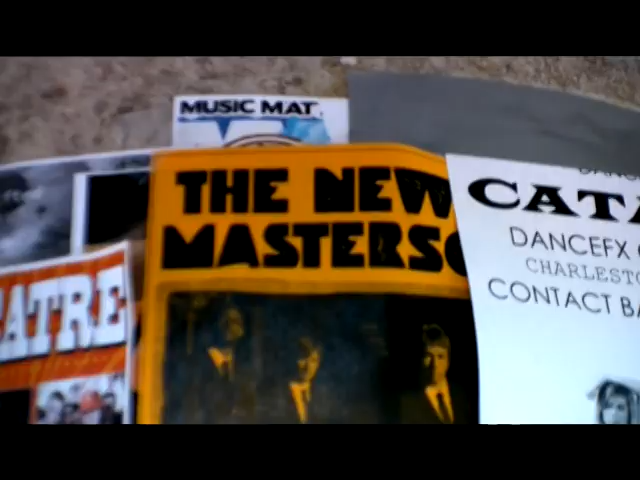 MUSIC MAT
THE NEW
MASTERS
ATRE
CATA
DANCEFX
CHARLESTO
CONTACT BA